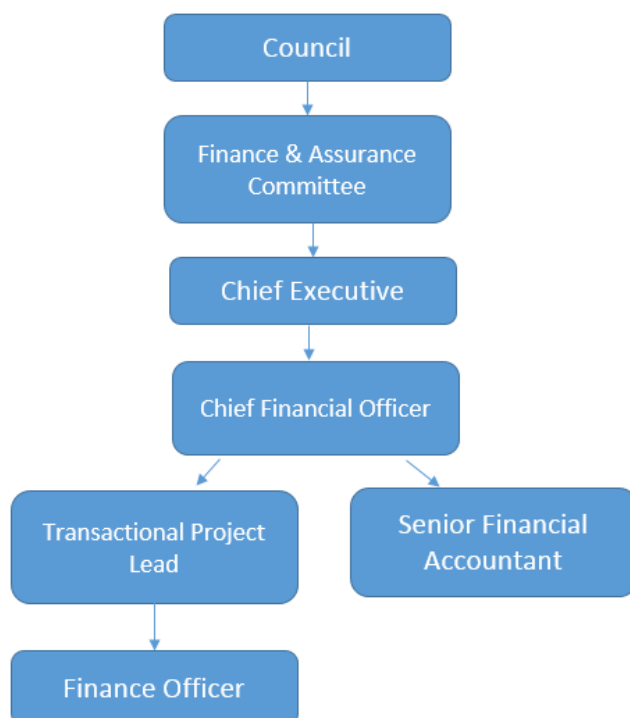 Council
Finance & Assurance
Committee
Chief Executive
Chief Financial Officer
Transactional Project
Lead
Senior Financial
Accountant
Finance Officer